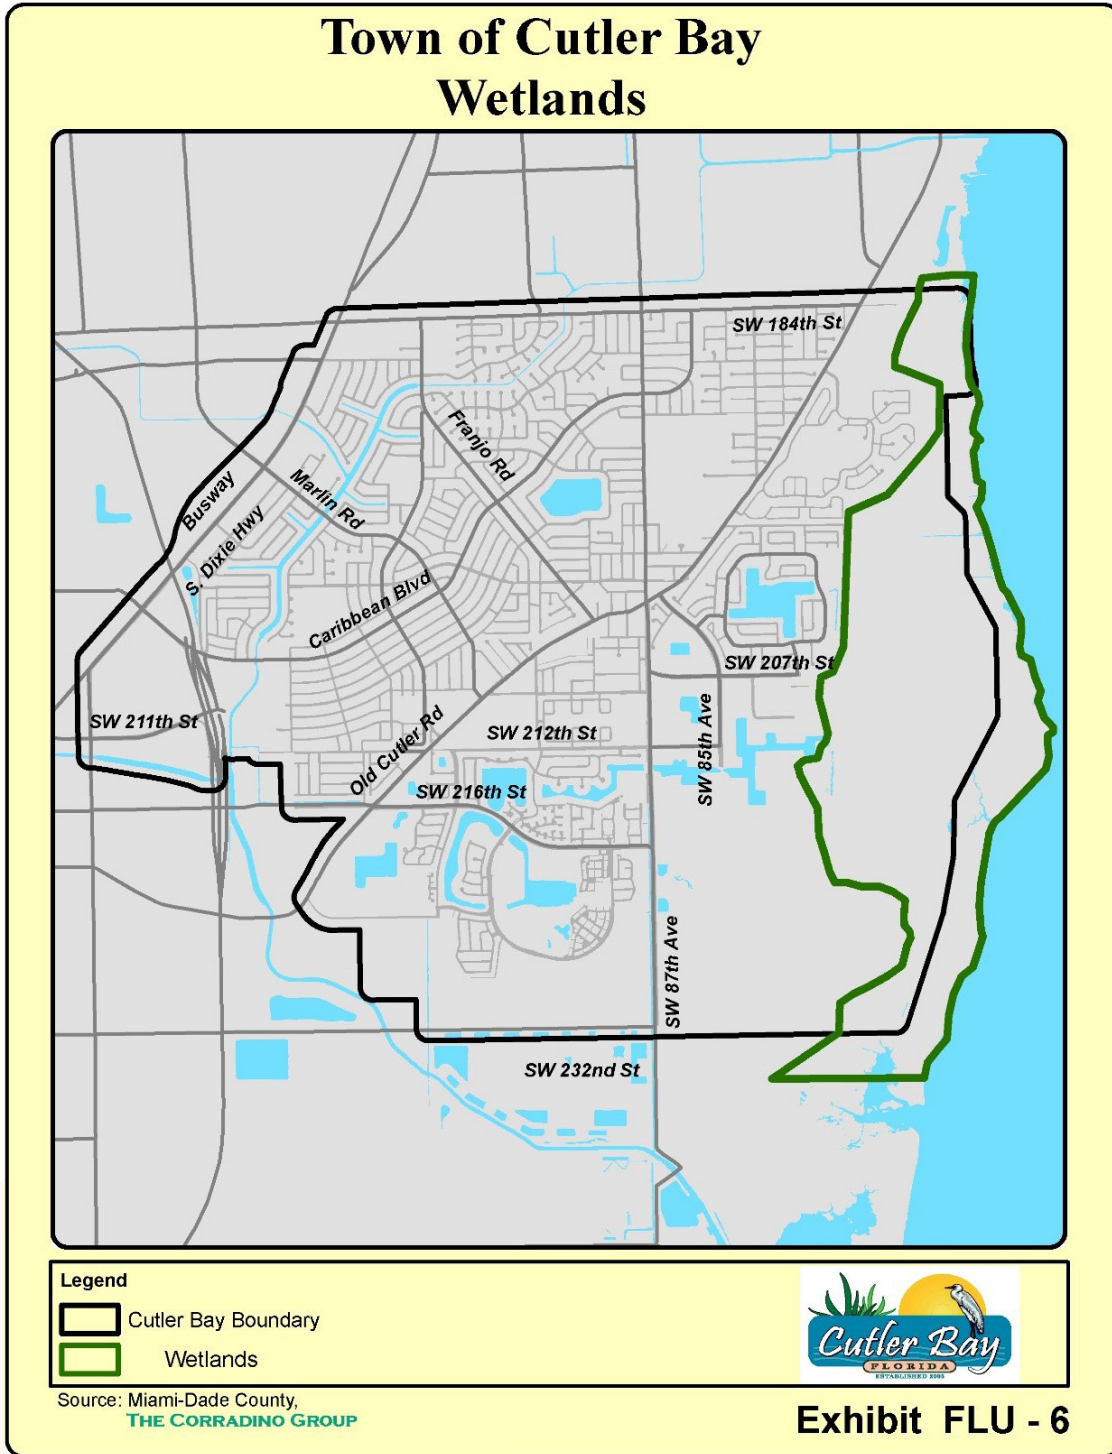 Town of Cutler Bay
Wetlands
SW 184th St
Franjo Rd
Marlin Rd
Busway
S. Dixie Hwy
Caribbean Blvd
SW 207th St
SW 211th St
SW 212th St
Old Cutler Rd
SW 85th Ave
SW 216th St
SW 87th Ave
SW 232nd St
Legend
Cutler Bay Boundary
Wetlands
Cutler Bay
FLORIDA
ESTABLISHED 2005
Source: Miami-Dade County,
THE CORRADINO GROUP
Exhibit FLU - 6